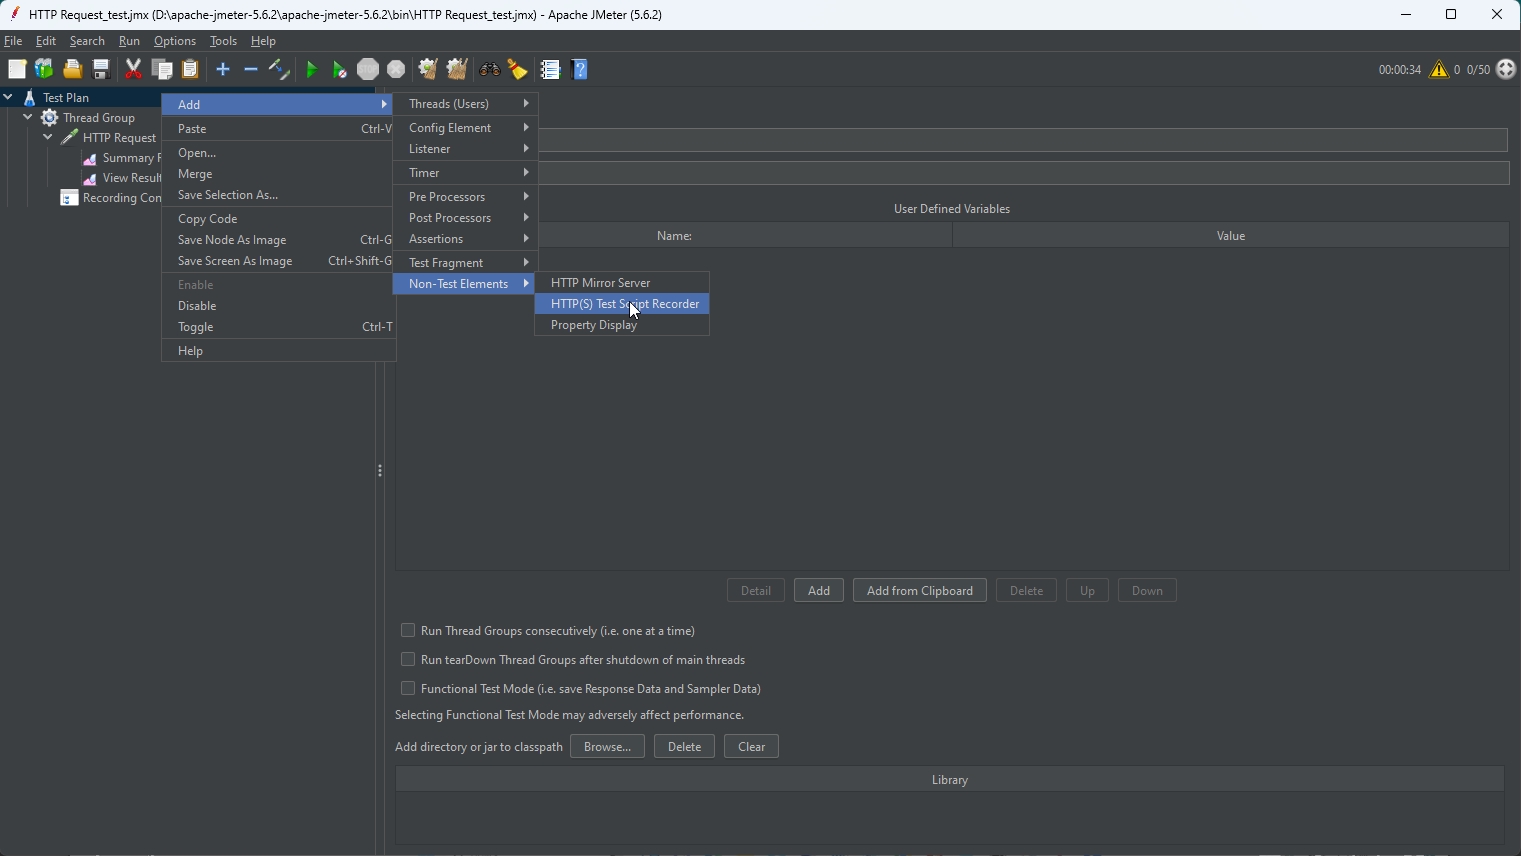 HTTP Request_test.jmx (D:\apache-jmeter-5.6.2\apache-jmeter-5.6.2\bin\HTTP Request_test.jmx) - Apache JMeter (5.6.2)
File Edit Search Run Options Tools Help
00:00:34 0 0/50
Test Plan
Thread Group
HTTP Request
Summary
View Resul
Recording Con
Add
Paste Ctrl-V
Open...
Merge
Save Selection As...
Copy Code
Save Node As Image Ctrl-G
Save Screen As Image Ctrl+Shift-G
Enable
Disable
Toggle Ctrl-T
Help
Threads (Users)
Config Element
Listener
Timer
Pre Processors
Post Processors
Assertions
Test Fragment
Non-Test Elements
HTTP Mirror Server
HTTP(S) Test Script Recorder
Property Display
User Defined Variables
Name: Value
Detail Add Add from Clipboard Delete Up Down
Run Thread Groups consecutively (i.e. one at a time)
Run tearDown Thread Groups after shutdown of main threads
Functional Test Mode (i.e. save Response Data and Sampler Data)
Selecting Functional Test Mode may adversely affect performance.
Add directory or jar to classpath Browse... Delete Clear
Library